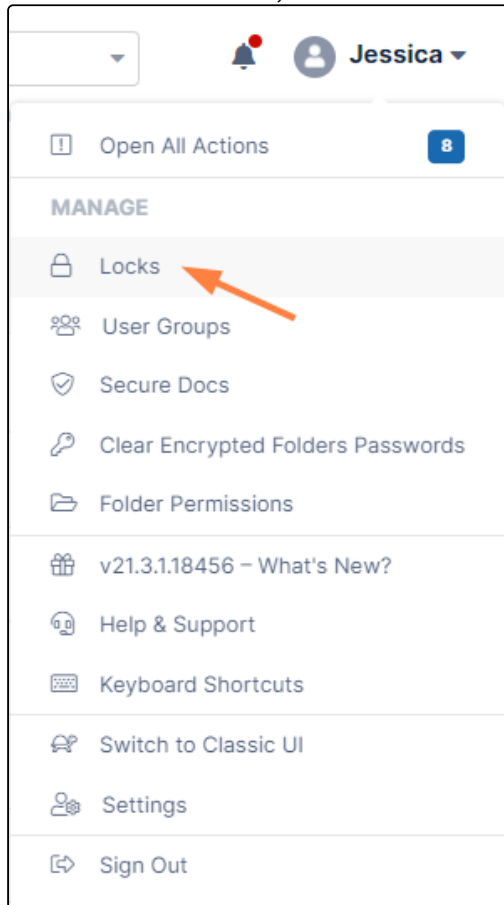 Jessica
Open All Actions 8
MANAGE
Locks
User Groups
Secure Docs
Clear Encrypted Folders Passwords
Folder Permissions
v21.3.1.18456 – What's New?
Help & Support
Keyboard Shortcuts
Switch to Classic UI
Settings
Sign Out